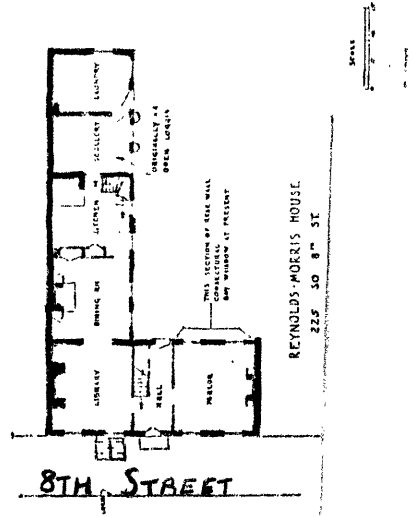 LAUNDRY
SCULLERY
ORIGINALLY AN
OPEN LOGGIA
KITCHEN
DINING RM
LIBRARY
HALL
PARLOR
THIS SECTION OF REAR WALL
CONJECTURAL
BAY WINDOW AT PRESENT
REYNOLDS-MORRIS HOUSE
225 SO 8TH ST.
SCALE
8TH STREET